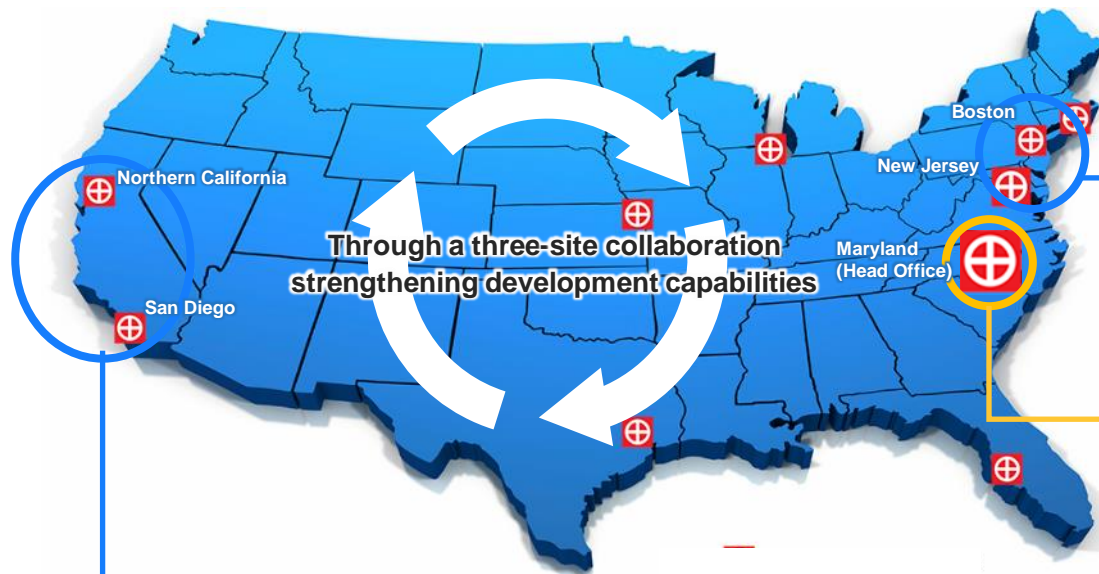 Boston
New Jersey
Northern California
Maryland
(Head Office)
Through a three-site collaboration
strengthening development capabilities
San Diego